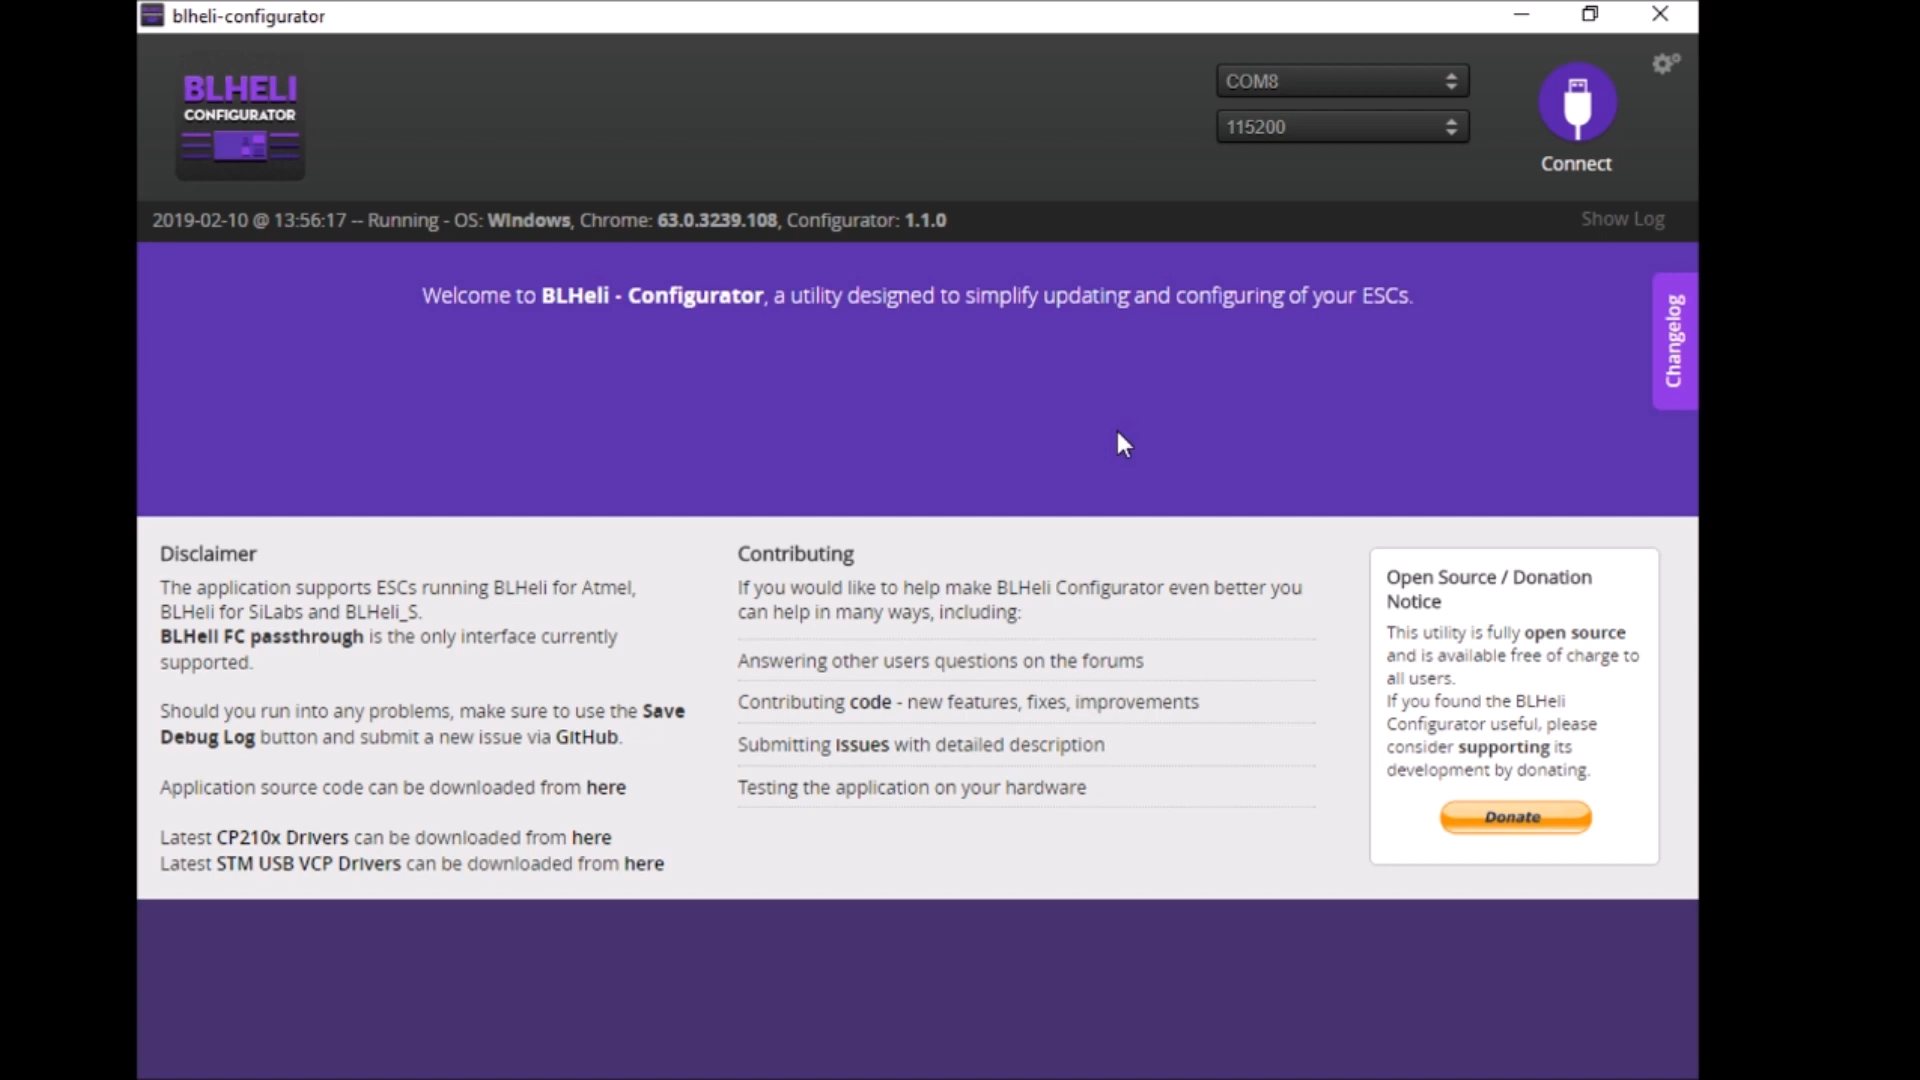 blheli-configurator
BLHELI
CONFIGURATOR
COM8
115200
Connect
2019-02-10 @ 13:56:17 -- Running - OS: Windows, Chrome: 63.0.3239.108, Configurator: 1.1.0
Show Log
Welcome to BLHeli - Configurator, a utility designed to simplify updating and configuring of your ESCs.
Changelog
Disclaimer
The application supports ESCs running BLHeli for Atmel,
BLHeli for SiLabs and BLHeli_S.
BLHeli FC passthrough is the only interface currently
supported.
Should you run into any problems, make sure to use the Save
Debug Log button and submit a new issue via GitHub.
Application source code can be downloaded from here
Latest CP210x Drivers can be downloaded from here
Latest STM USB VCP Drivers can be downloaded from here
Contributing
If you would like to help make BLHeli Configurator even better you
can help in many ways, including:
Answering other users questions on the forums
Contributing code - new features, fixes, improvements
Submitting issues with detailed description
Testing the application on your hardware
Open Source / Donation
Notice
This utility is fully open source
and is available free of charge to
all users.
If you found the BLHeli
Configurator useful, please
consider supporting its
development by donating.
Donate